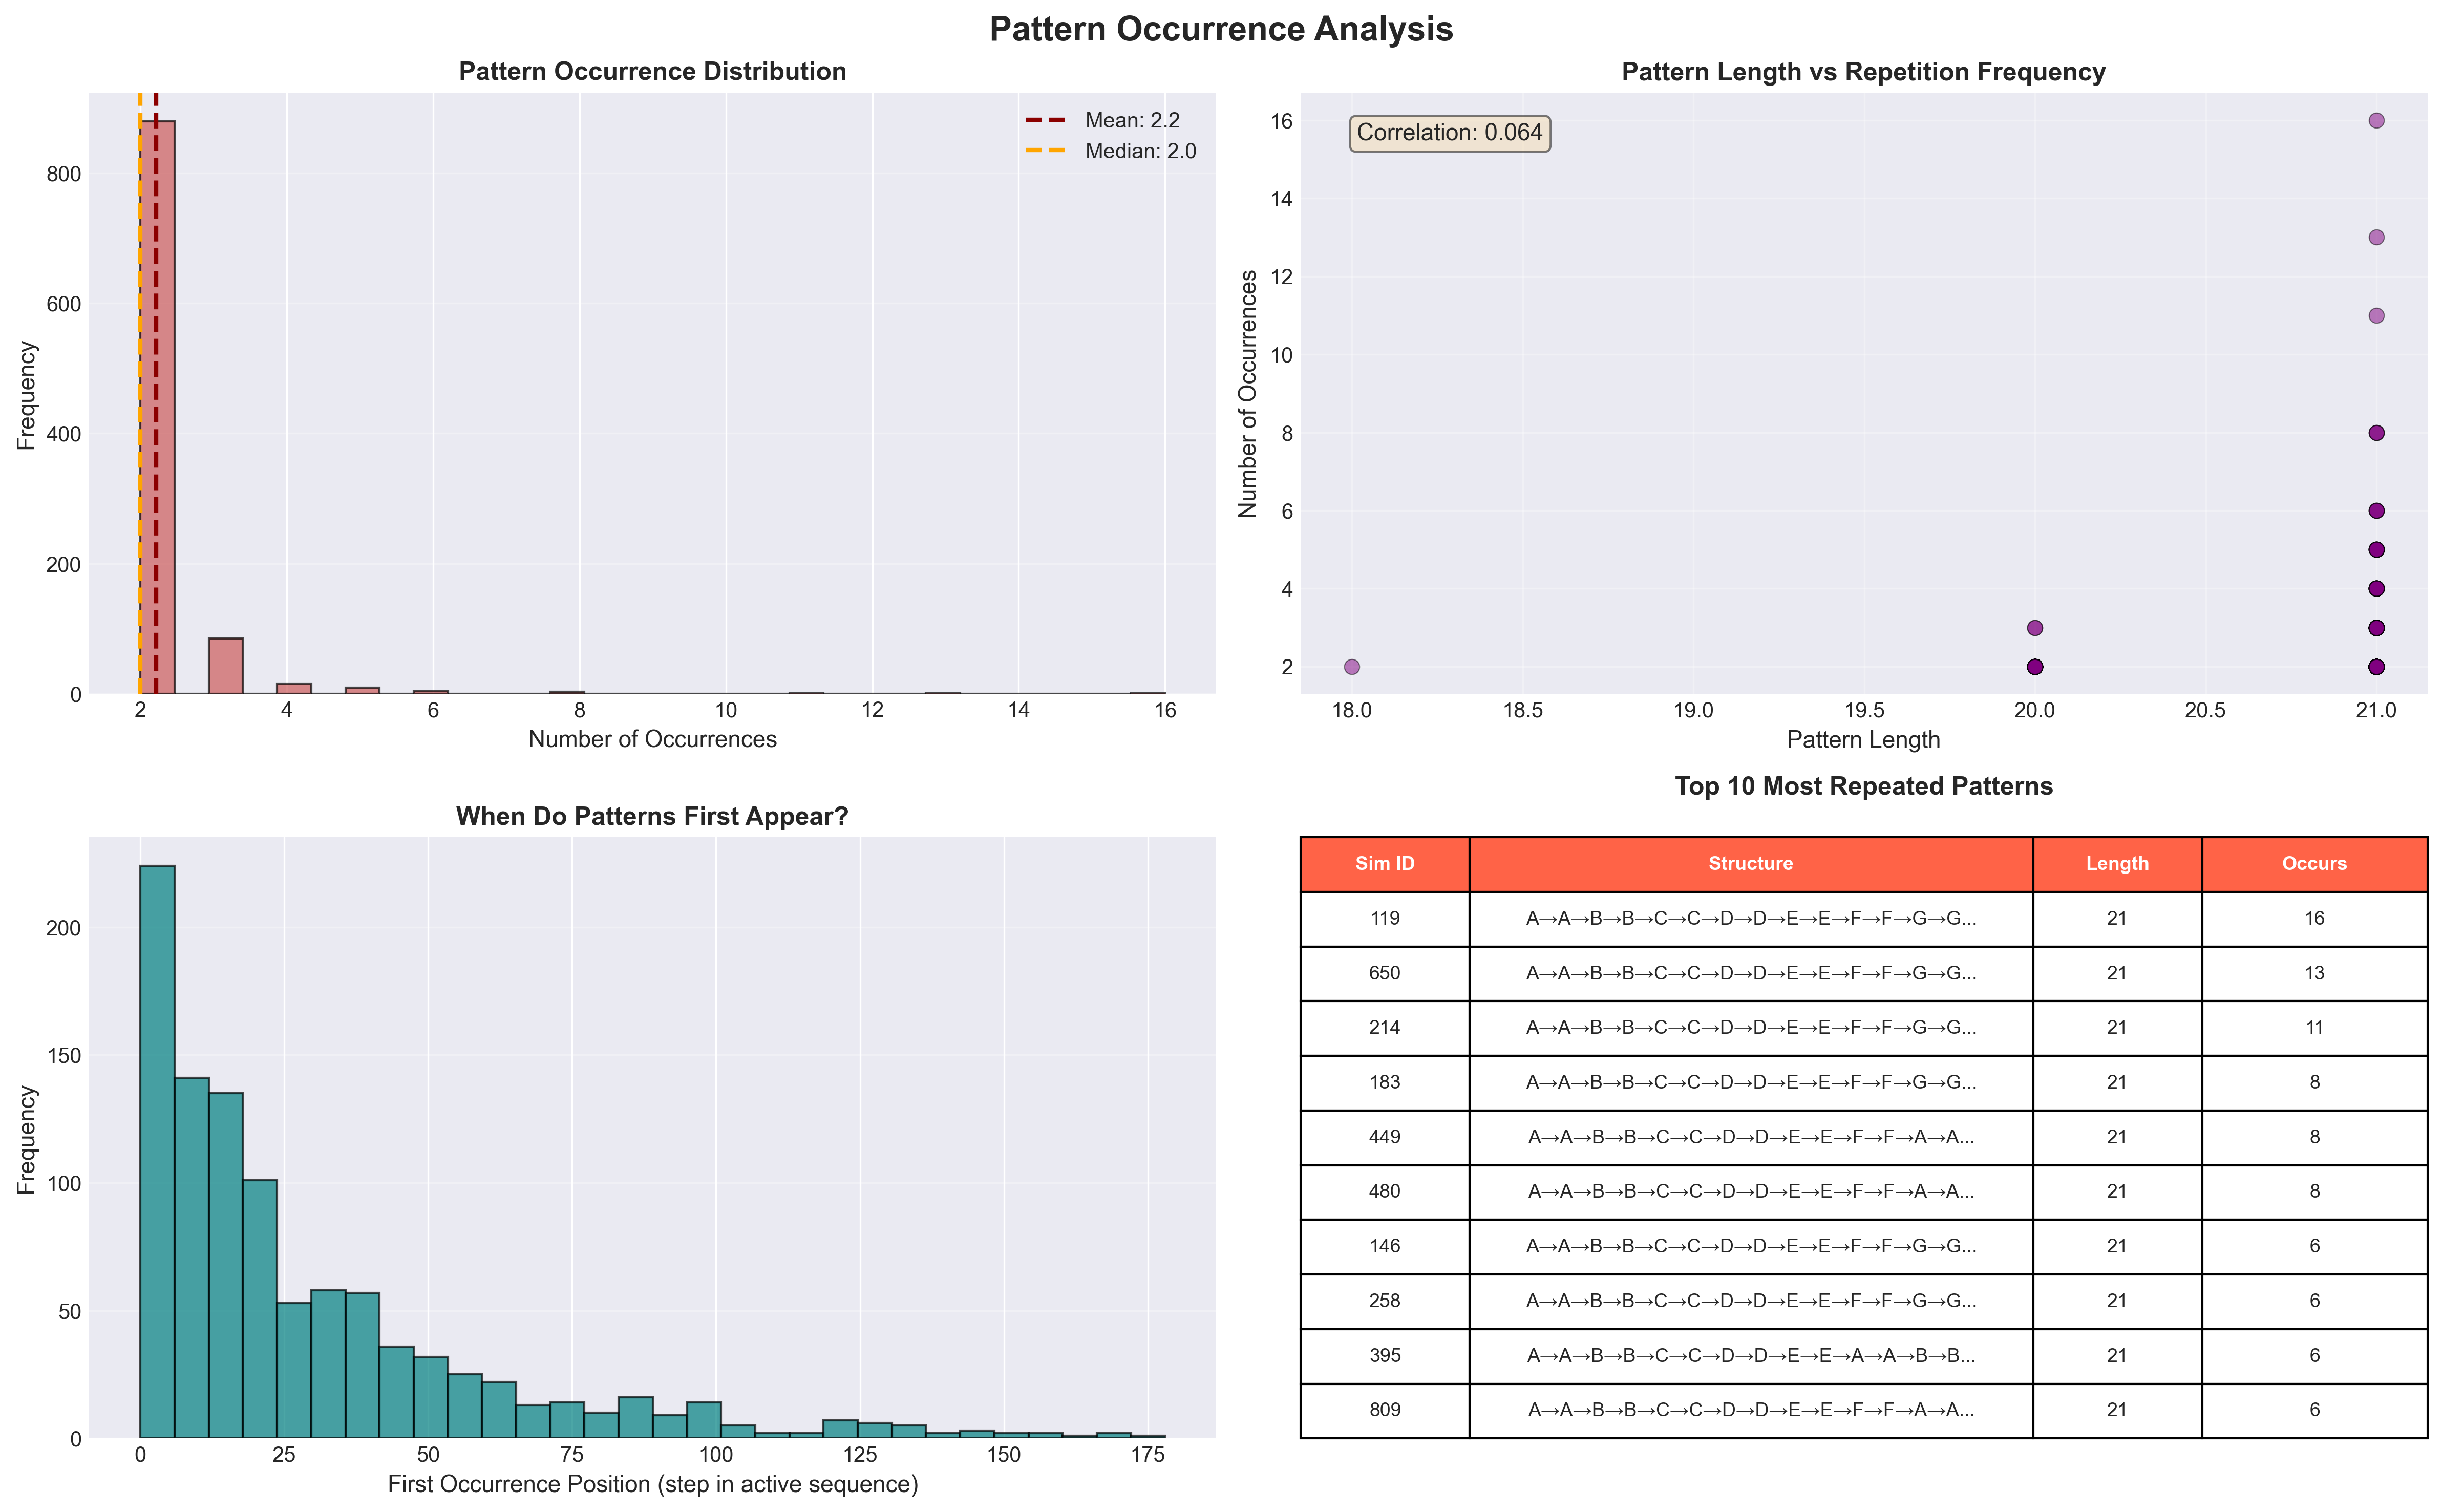 Pattern Occurrence Analysis
Pattern Occurrence Distribution
Mean: 2.2
Median: 2.0
Frequency
800
600
400
200
0
2 4 6 8 10 12 14 16
Number of Occurrences
Pattern Length vs Repetition Frequency
Correlation: 0.064
Number of Occurrences
16
14
12
10
8
6
4
2
18.0 18.5 19.0 19.5 20.0 20.5 21.0
Pattern Length
When Do Patterns First Appear?
Frequency
200
150
100
50
0
0 25 50 75 100 125 150 175
First Occurrence Position (step in active sequence)
Top 10 Most Repeated Patterns
Sim ID Structure Length Occurs
119 A→A→B→B→C→C→D→D→E→E→F→F→G→G... 21 16
650 A→A→B→B→C→C→D→D→E→E→F→F→G→G... 21 13
214 A→A→B→B→C→C→D→D→E→E→F→F→G→G... 21 11
183 A→A→B→B→C→C→D→D→E→E→F→F→G→G... 21 8
449 A→A→B→B→C→C→D→D→E→E→F→F→A→A... 21 8
480 A→A→B→B→C→C→D→D→E→E→F→F→A→A... 21 8
146 A→A→B→B→C→C→D→D→E→E→F→F→G→G... 21 6
258 A→A→B→B→C→C→D→D→E→E→F→F→G→G... 21 6
395 A→A→B→B→C→C→D→D→E→E→A→A→B→B... 21 6
809 A→A→B→B→C→C→D→D→E→E→F→F→A→A... 21 6